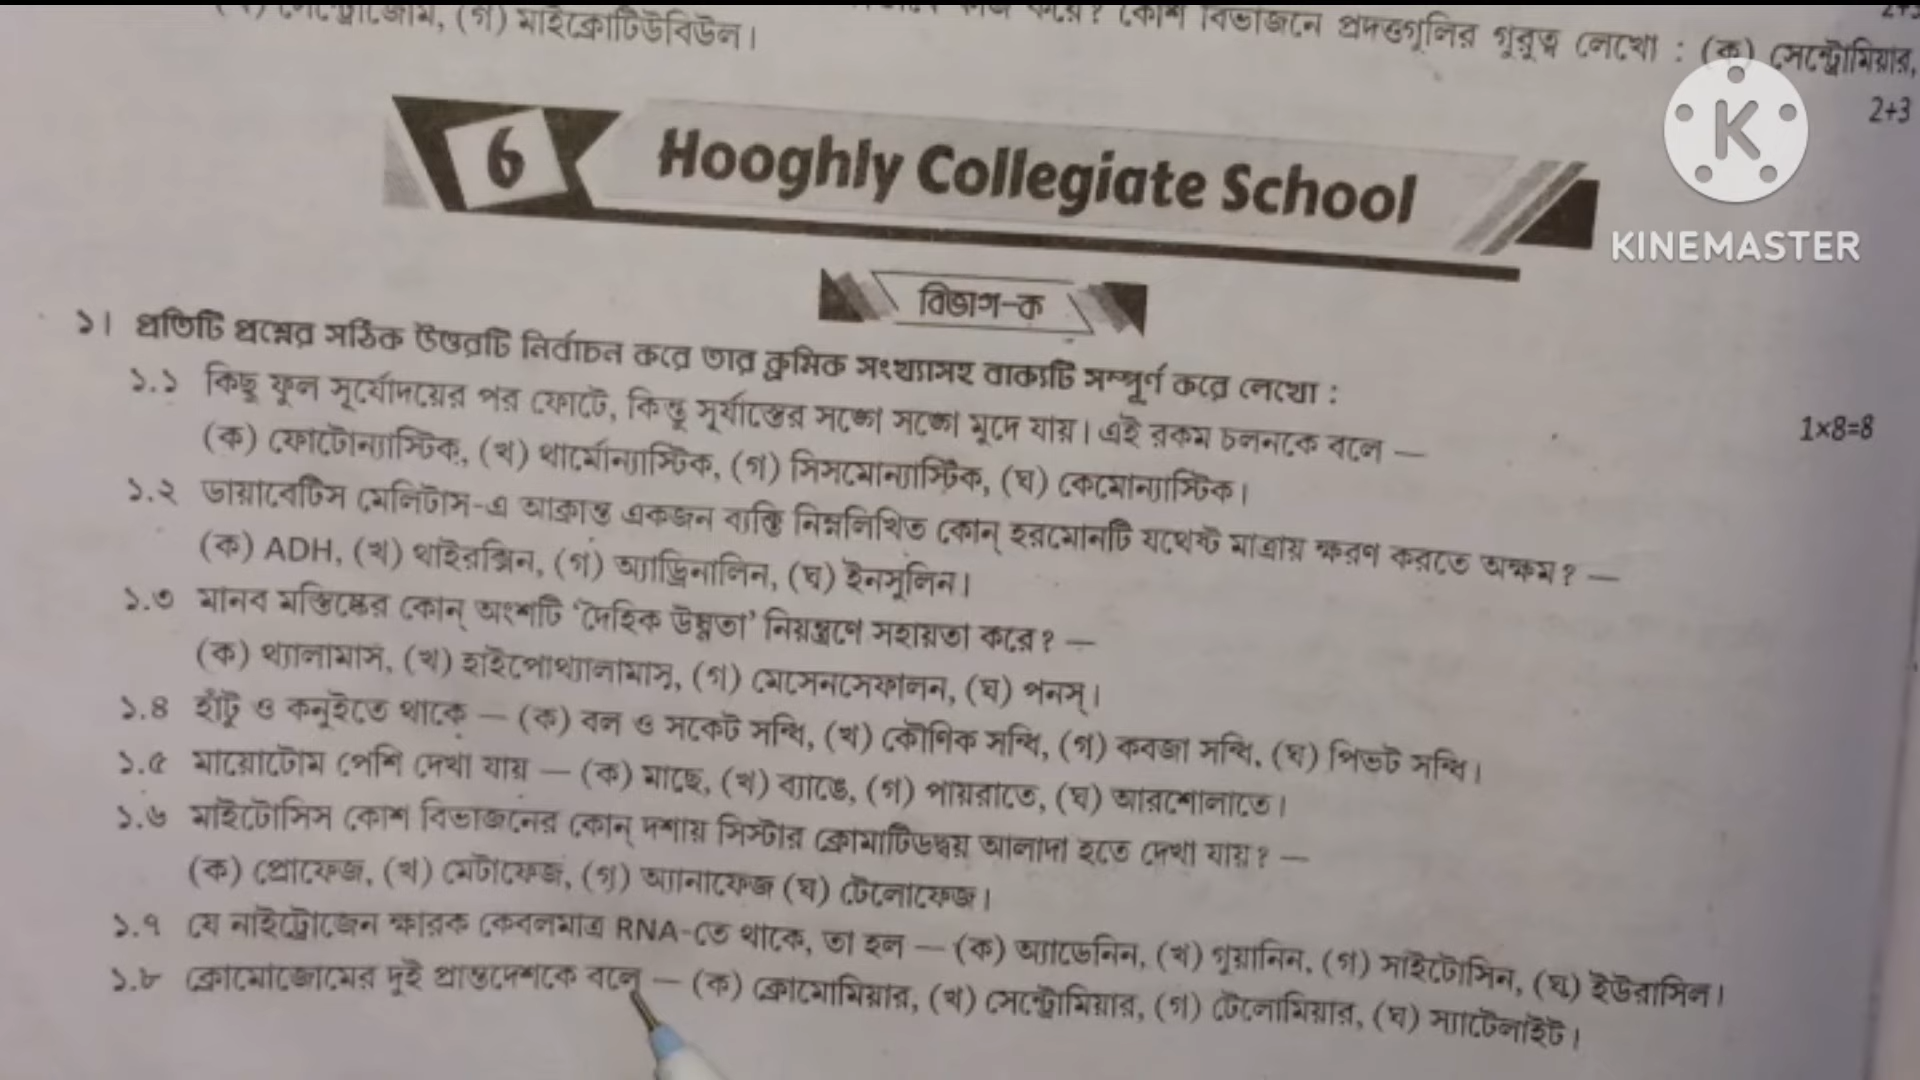 সেন্ট্রোজোম, (গ) মাইক্রোটিউবিউল।
কাজ করে? কোশ বিভাজনে প্রদত্তগুলির গুরুত্ব লেখো : (ক) সেন্ট্রোমিয়ার,
2+3
6 Hooghly Collegiate School
KINEMASTER
বিভাগ-ক
১। প্রতিটি প্রশ্নের সঠিক উত্তরটি নির্বাচন করে তার ক্রমিক সংখ্যাসহ বাক্যটি সম্পূর্ণ করে লেখো :
1×8=8
১.১ কিছু ফুল সূর্যোদয়ের পর ফোটে, কিন্তু সূর্যাস্তের সঙ্গে সঙ্গে মুদে যায়। এই রকম চলনকে বলে —
(ক) ফোটোন্যাস্টিক, (খ) থার্মোন্যাস্টিক, (গ) সিসমোন্যাস্টিক, (ঘ) কেমোন্যাস্টিক।
১.২ ডায়াবেটিস মেলিটাস-এ আক্রান্ত একজন ব্যক্তি নিম্নলিখিত কোন্ হরমোনটি যথেষ্ট মাত্রায় ক্ষরণ করতে অক্ষম? —
(ক) ADH, (খ) থাইরক্সিন, (গ) অ্যাড্রিনালিন, (ঘ) ইনসুলিন।
১.৩ মানব মস্তিষ্কের কোন্ অংশটি ‘দৈহিক উষ্ণতা’ নিয়ন্ত্রণে সহায়তা করে? —
(ক) থ্যালামাস, (খ) হাইপোথ্যালামাস, (গ) মেসেনসেফালন, (ঘ) পনস্।
১.৪ হাঁটু ও কনুইতে থাকে — (ক) বল ও সকেট সন্ধি, (খ) কৌণিক সন্ধি, (গ) কবজা সন্ধি, (ঘ) পিভট সন্ধি।
১.৫ মায়োটোম পেশি দেখা যায় — (ক) মাছে, (খ) ব্যাঙে, (গ) পায়রাতে, (ঘ) আরশোলাতে।
১.৬ মাইটোসিস কোশ বিভাজনের কোন্ দশায় সিস্টার ক্রোমাটিডদ্বয় আলাদা হতে দেখা যায়? —
(ক) প্রোফেজ, (খ) মেটাফেজ, (গ) অ্যানাফেজ (ঘ) টেলোফেজ।
১.৭ যে নাইট্রোজেন ক্ষারক কেবলমাত্র RNA-তে থাকে, তা হল — (ক) অ্যাডেনিন, (খ) গুয়ানিন, (গ) সাইটোসিন, (ঘ) ইউরাসিল।
১.৮ ক্রোমোজোমের দুই প্রান্তদেশকে বলে — (ক) ক্রোমোমিয়ার, (খ) সেন্ট্রোমিয়ার, (গ) টেলোমিয়ার, (ঘ) স্যাটেলাইট।